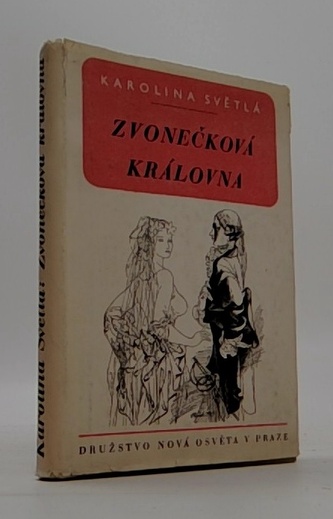 KAROLINA SVĚTLÁ
ZVONEČKOVÁ
KRÁLOVNA
DRUŽSTVO NOVÁ OSVĚTA V PRAZE
Karolina Světlá: Zvonečková královna